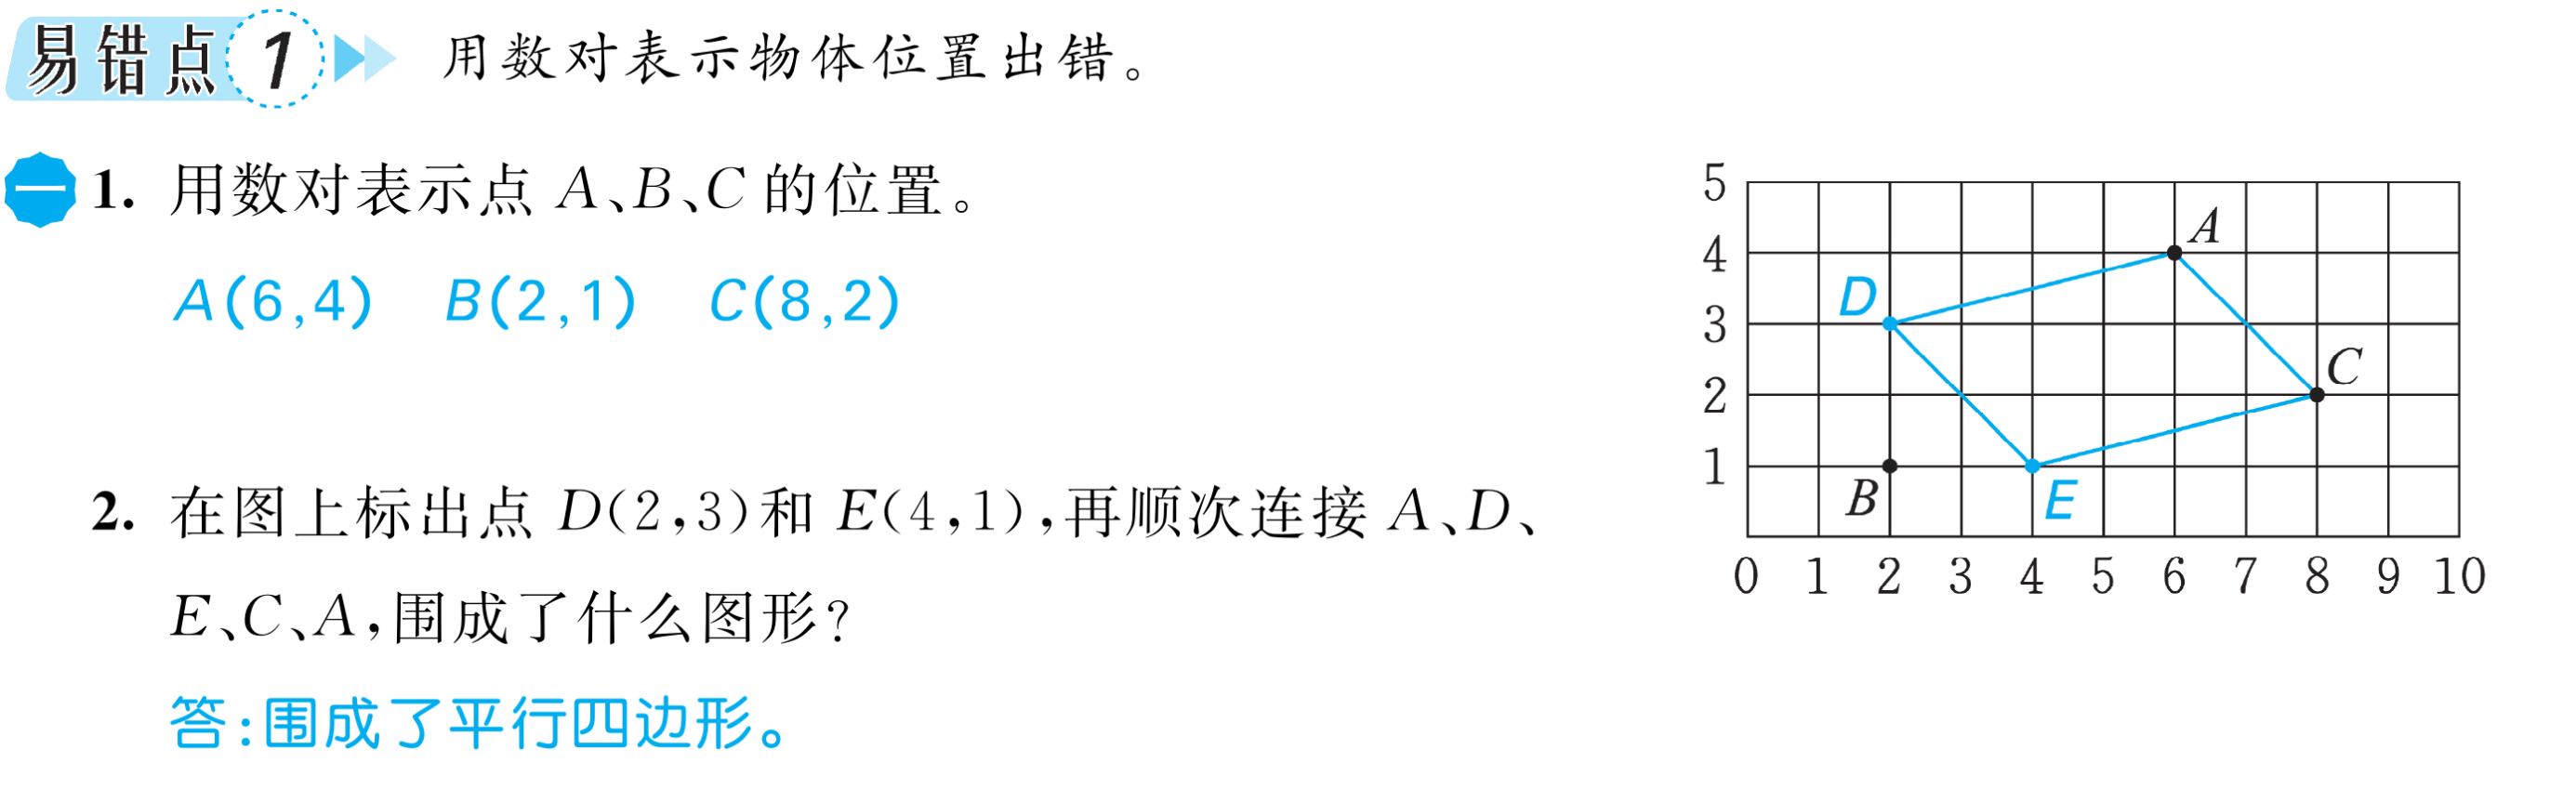 易错点1 用数对表示物体位置出错。
一 1. 用数对表示点 A、B、C 的位置。
A(6,4) B(2,1) C(8,2)
2. 在图上标出点 D(2,3)和 E(4,1),再顺次连接 A、D、
E、C、A,围成了什么图形?
答:围成了平行四边形。
5
A
4
D
3
C
2
1
B E
0 1 2 3 4 5 6 7 8 9 10